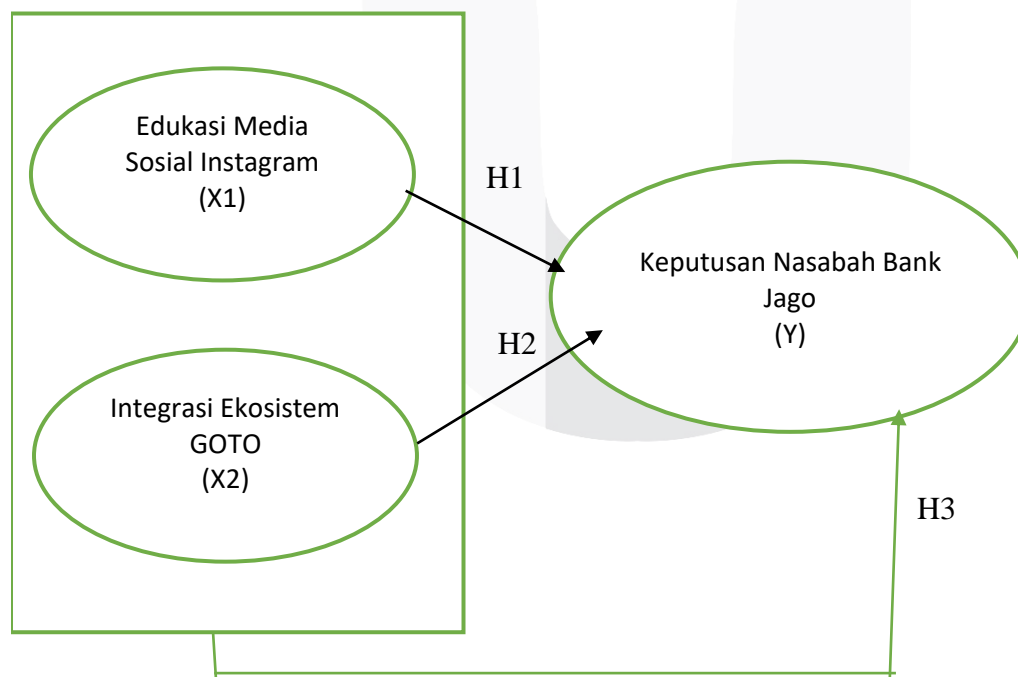 Edukasi Media
Sosial Instagram
(X1)
H1
Keputusan Nasabah Bank
Jago
(Y)
H2
Integrasi Ekosistem
GOTO
(X2)
H3